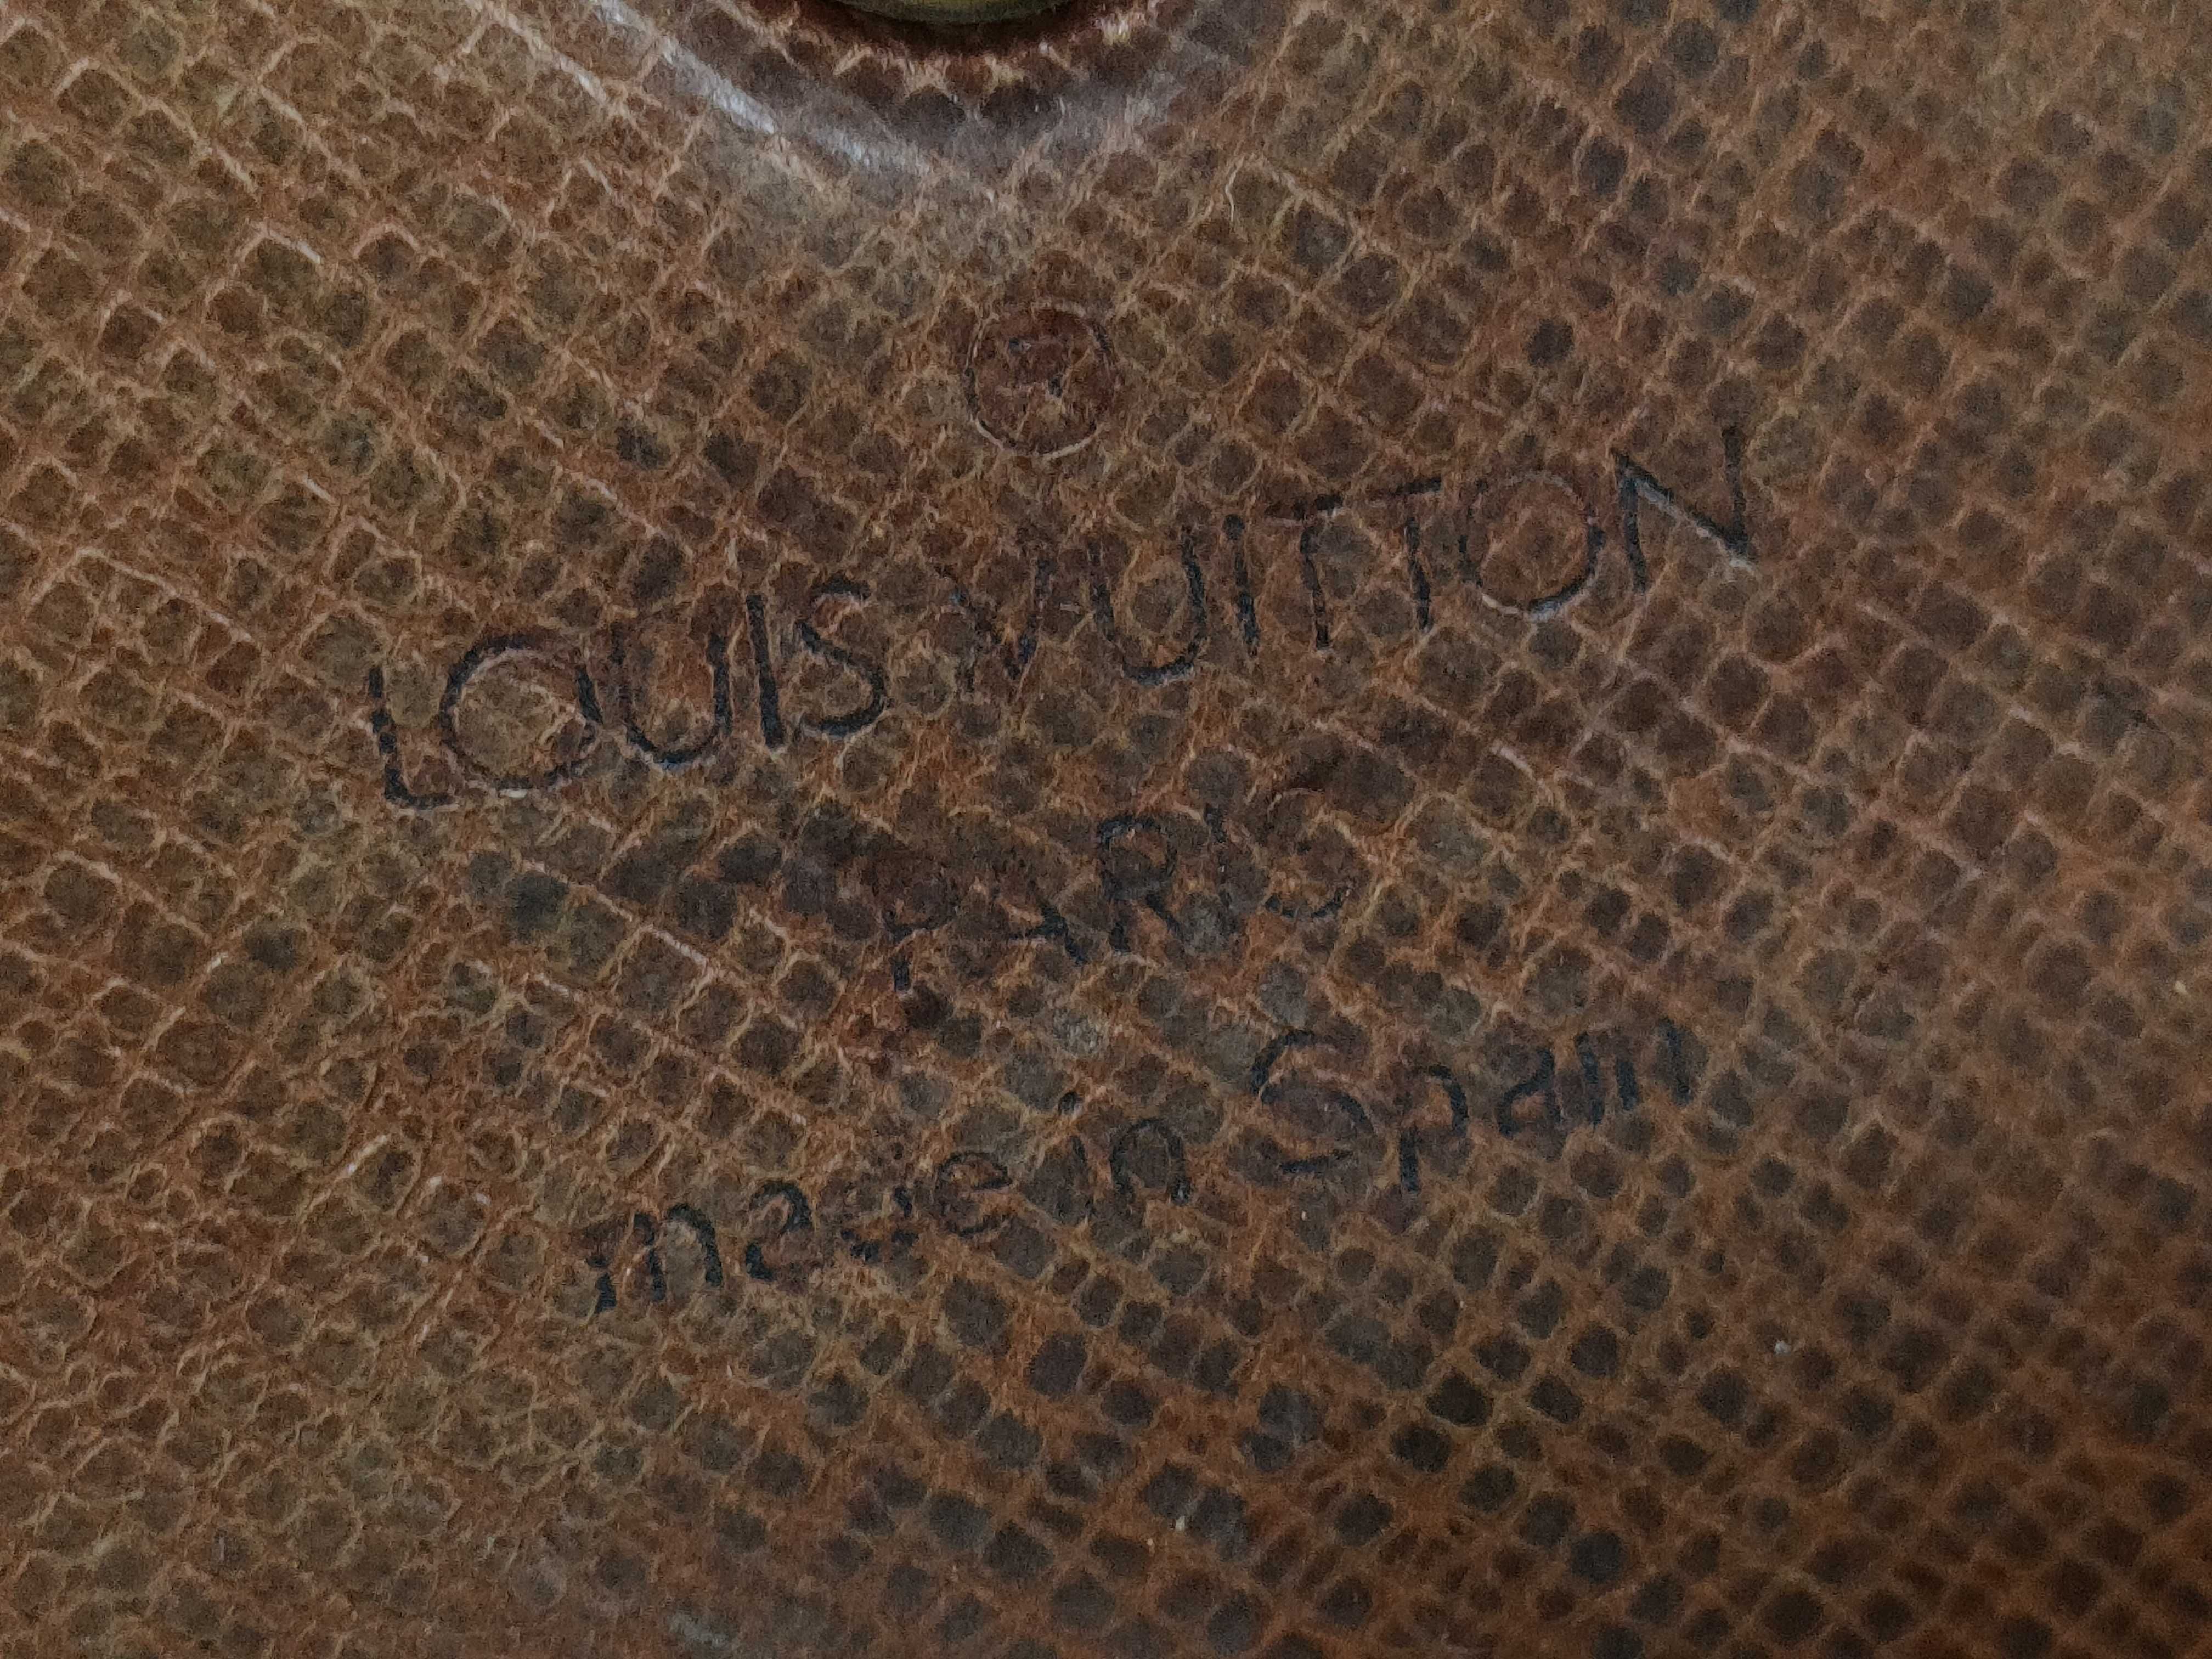 ®
LOUIS VUITTON
PARIS
made in Spain